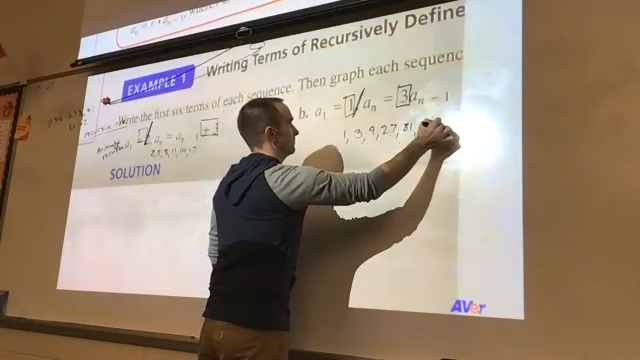 Writing Terms of Recursively Define
EXAMPLE 1
Write the first six terms of each sequence. Then graph each sequenc
aₙ = aₙ − 1 + 3
b. a₁ = 1, aₙ = 3aₙ − 1
2, 5, 8, 11, 14, 17
1, 3, 9, 27, 81,
SOLUTION
AVer